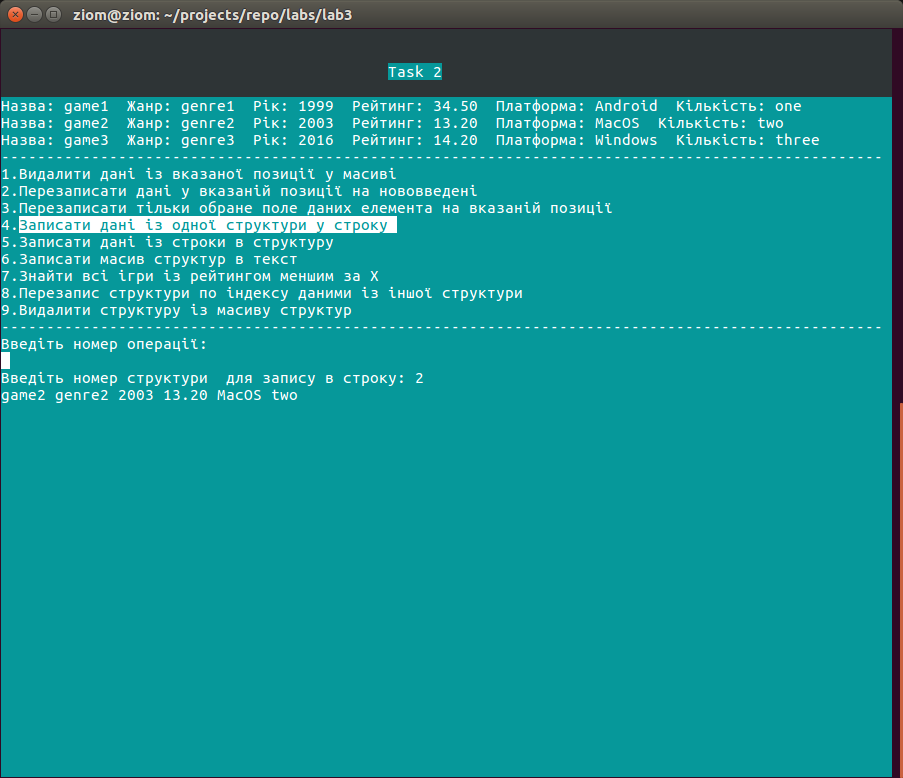 ziom@ziom: ~/projects/repo/labs/lab3
Task 2
Назва: game1  Жанр: genre1  Рік: 1999  Рейтинг: 34.50  Платформа: Android  Кількість: one
Назва: game2  Жанр: genre2  Рік: 2003  Рейтинг: 13.20  Платформа: MacOS  Кількість: two
Назва: game3  Жанр: genre3  Рік: 2016  Рейтинг: 14.20  Платформа: Windows  Кількість: three
--------------------------------------------------------------------------------------------------
1.Видалити дані із вказаної позиції у масиві
2.Перезаписати дані у вказаній позиції на нововведені
3.Перезаписати тільки обране поле даних елемента на вказаній позиції
4.Записати дані із одної структури у строку
5.Записати дані із строки в структуру
6.Записати масив структур в текст
7.Знайти всі ігри із рейтингом меншим за X
8.Перезапис структури по індексу даними із іншої структури
9.Видалити структуру із масиву структур
--------------------------------------------------------------------------------------------------
Введіть номер операції:
Введіть номер структури  для запису в строку: 2
game2 genre2 2003 13.20 MacOS two